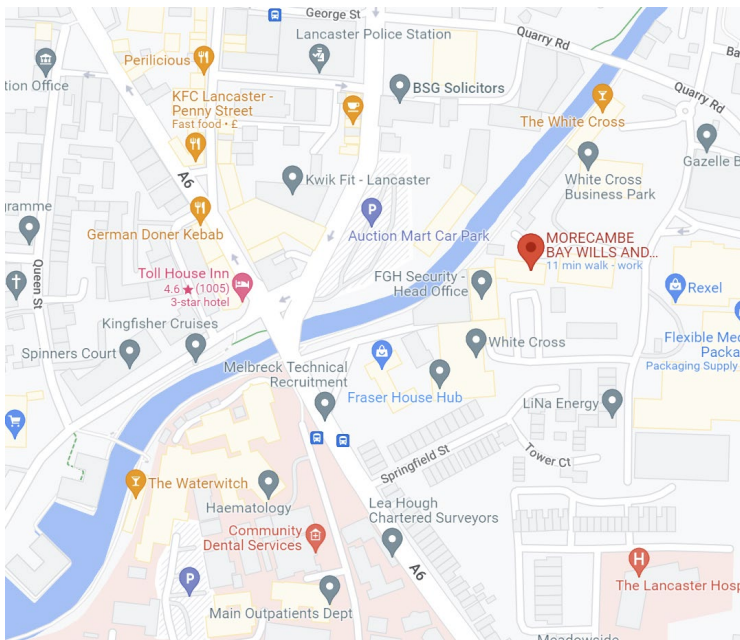 George St
Lancaster Police Station
Quarry Rd
Perilicious
tion Office
BSG Solicitors
KFC Lancaster -
Penny Street
Fast food • £
The White Cross
Quarry Rd
Ba
A6
Kwik Fit - Lancaster
White Cross
Business Park
Gazelle B
gramme
P
Auction Mart Car Park
German Doner Kebab
MORECAMBE
BAY WILLS AND...
11 min walk - work
Queen St
Toll House Inn
4.6 ★ (1005)
3-star hotel
FGH Security -
Head Office
Rexel
Kingfisher Cruises
Spinners Court
White Cross
Flexible Med
Packa
Packaging Supply
Melbreck Technical
Recruitment
Fraser House Hub
LiNa Energy
Springfield St
Tower Ct
The Waterwitch
Haematology
Lea Hough
Chartered Surveyors
Community
Dental Services
A6
P
H
The Lancaster Hosp
Main Outpatients Dept
Meadowside